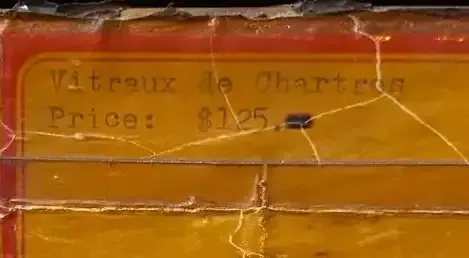 Vitraux de Chartres
Price: $125.